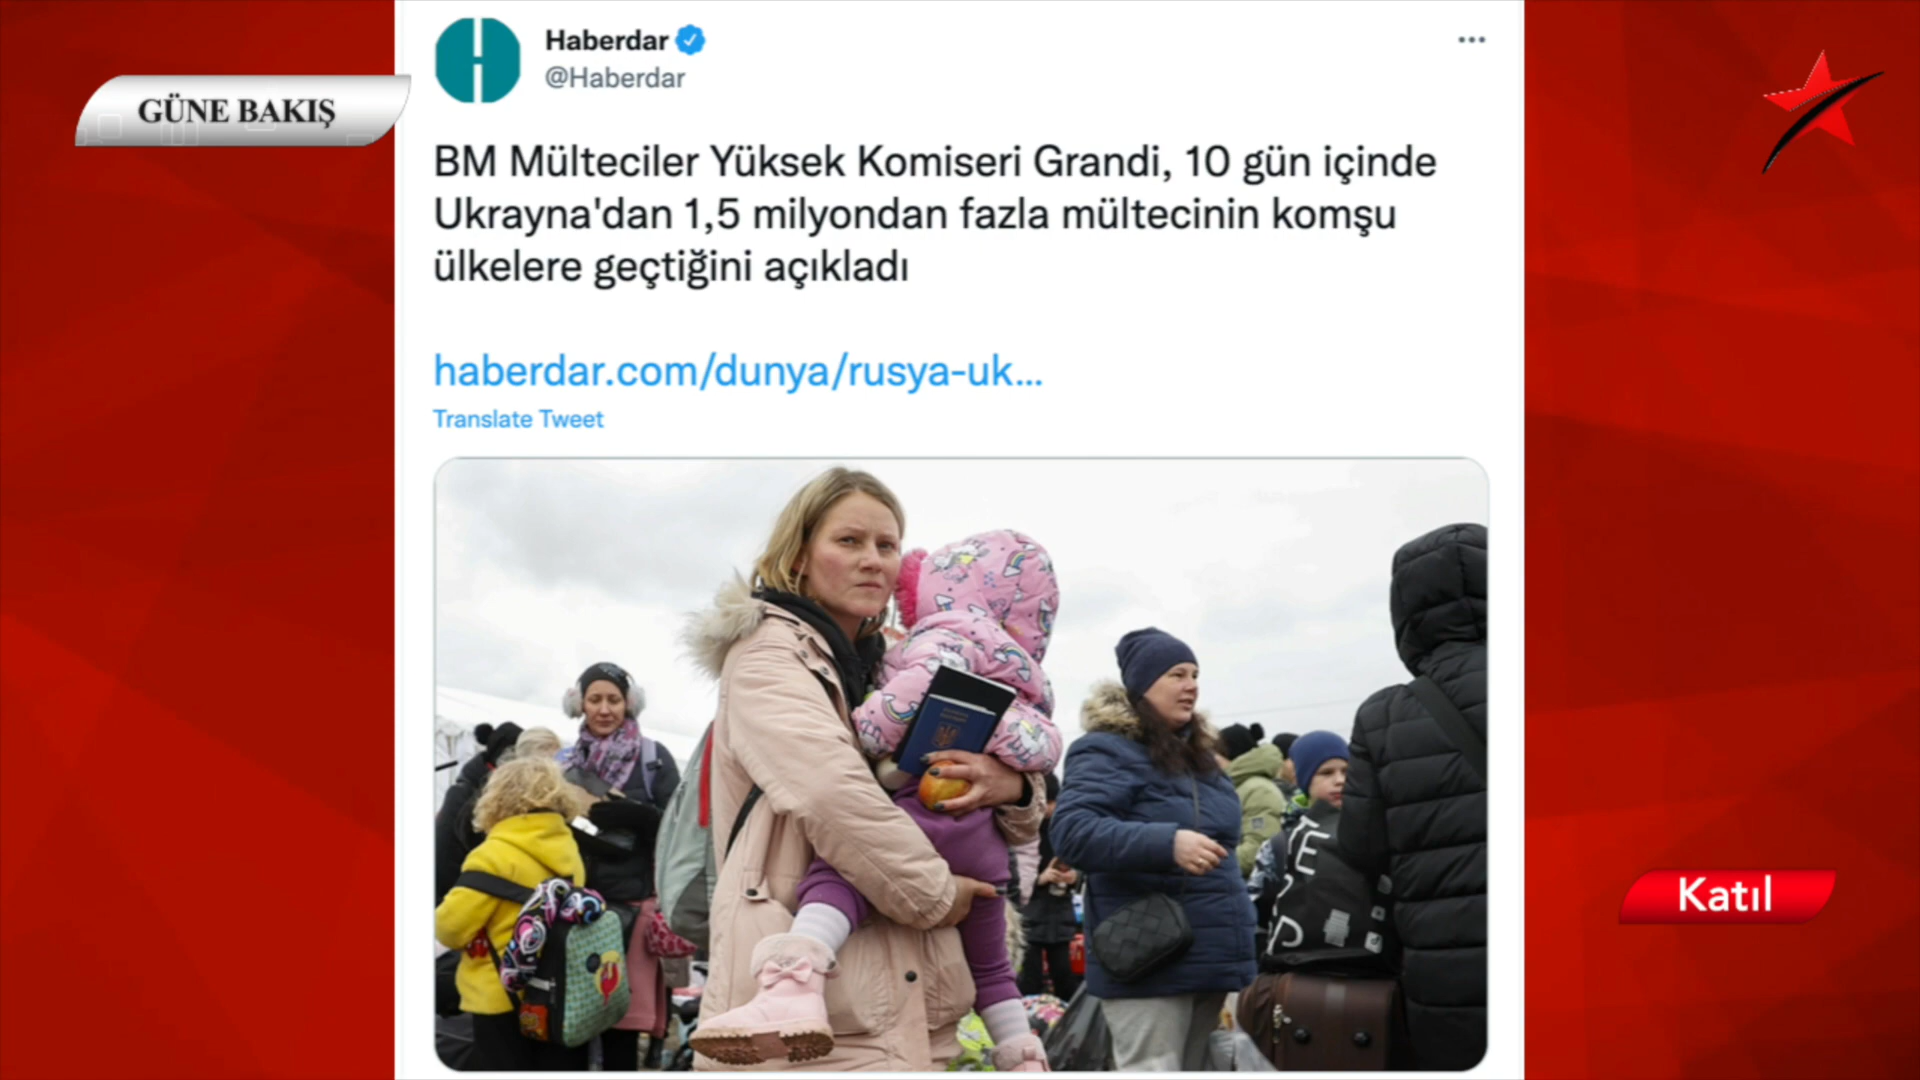 GÜNE BAKIŞ
Haberdar
@Haberdar
BM Mülteciler Yüksek Komiseri Grandi, 10 gün içinde
Ukrayna'dan 1,5 milyondan fazla mültecinin komşu
ülkelere geçtiğini açıkladı
haberdar.com/dunya/rusya-uk...
Translate Tweet
Katıl